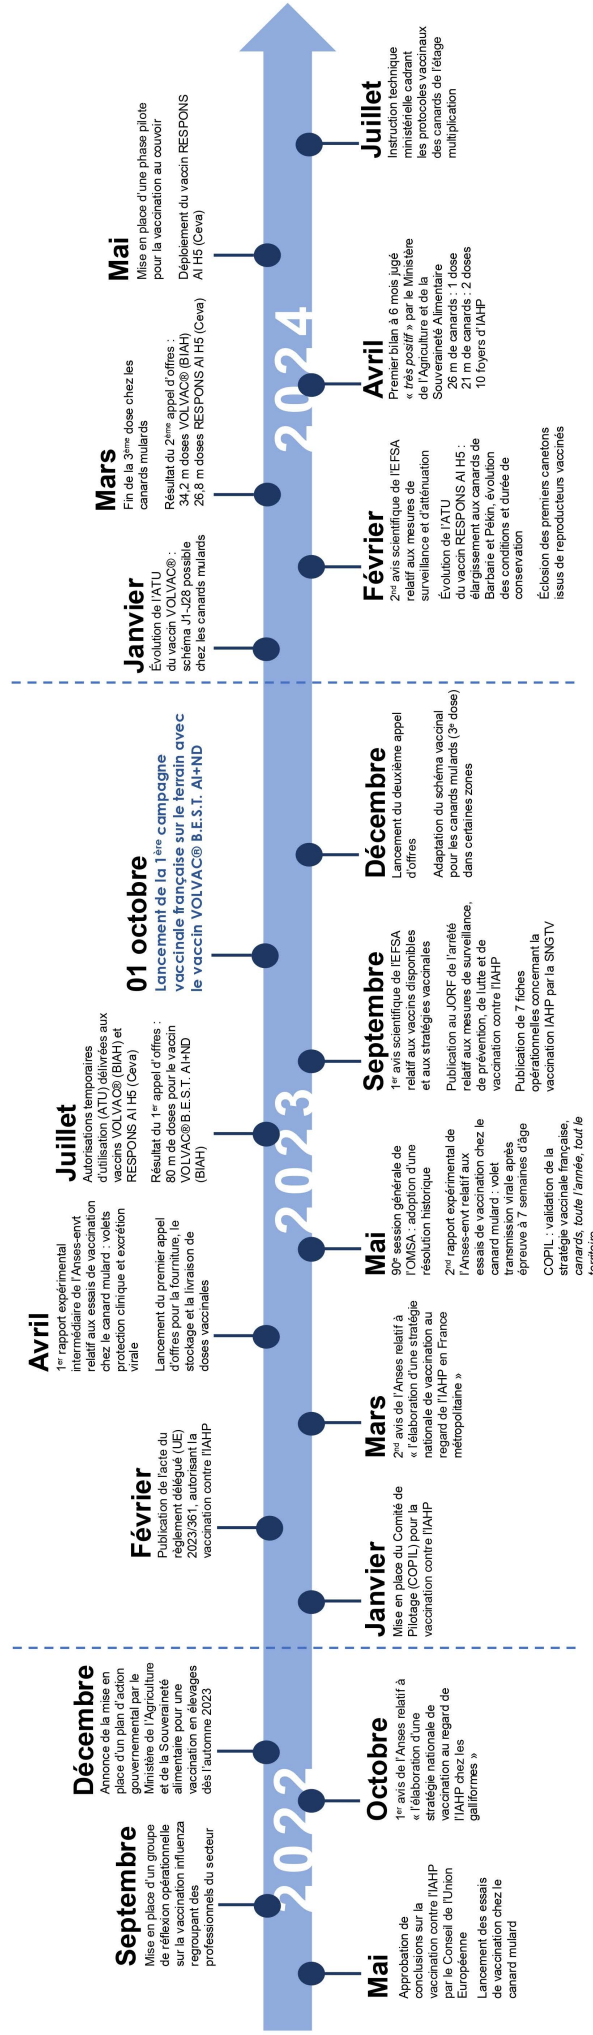 2022
Mai
Approbation de
conclusions sur la
vaccination contre l'IAHP
par le Conseil de l'Union
Européenne
Lancement des essais
de vaccination chez le
canard mulard
Septembre
Mise en place d'un groupe
de réflexion opérationnelle
sur la vaccination influenza
regroupant des
professionnels du secteur
Octobre
1er avis de l'Anses relatif à
« l'élaboration d'une
stratégie nationale de
vaccination au regard de
l'IAHP chez les
galliformes »
Décembre
Annonce de la mise en
place d'un plan d'action
gouvernemental par le
Ministère de l'Agriculture
et de la Souveraineté
alimentaire pour une
vaccination en élevages
dès l'automne 2023
2023
Janvier
Mise en place du Comité de
Pilotage (COPIL) pour la
vaccination contre l'IAHP
Février
Publication de l'acte du
règlement délégué (UE)
2023/361, autorisant la
vaccination contre l'IAHP
Mars
2nd avis de l'Anses relatif à
« l'élaboration d'une stratégie
nationale de vaccination au
regard de l'IAHP en France
métropolitaine »
Avril
1er rapport expérimental
intermédiaire de l'Anses-envt
relatif aux essais de vaccination
chez le canard mulard : volets
protection clinique et excrétion
virale
Lancement du premier appel
d'offres pour la fourniture, le
stockage et la livraison de
doses vaccinales
Mai
90e session générale de
l'OMSA : adoption d'une
résolution historique
2nd rapport expérimental de
l'Anses-envt relatif aux
essais de vaccination chez le
canard mulard : volet
transmission virale après
épreuve à 7 semaines d'âge
COPIL : validation de la
stratégie vaccinale française,
canards, toute l'année, tout le
Juillet
Autorisations temporaires
d'utilisation (ATU) délivrées aux
vaccins VOLVAC® (BIAH) et
RESPONS AI H5 (Ceva)
Résultat du 1er appel d'offres :
80 m de doses pour le vaccin
VOLVAC® B.E.S.T. AI+ND
(BIAH)
Septembre
1er avis scientifique de l'EFSA
relatif aux vaccins disponibles
et aux stratégies vaccinales
Publication au JORF de l'arrêté
relatif aux mesures de surveillance,
de prévention, de lutte et de
vaccination contre l'IAHP
Publication de 7 fiches
opérationnelles concernant la
vaccination IAHP par la SNGTV
01 octobre
Lancement de la 1ère campagne
vaccinale française sur le terrain avec
le vaccin VOLVAC® B.E.S.T. AI+ND
Décembre
Lancement du deuxième appel
d'offres
Adaptation du schéma vaccinal
pour les canards mulards (3e dose)
dans certaines zones
2024
Janvier
Évolution de l'ATU
du vaccin VOLVAC® :
schéma J1-J28 possible
chez les canards mulards
Février
2nd avis scientifique de l'EFSA
relatif aux mesures de
surveillance et d'atténuation
Évolution de l'ATU
du vaccin RESPONS AI H5 :
élargissement aux canards de
Barbarie et Pékin, évolution
des conditions et durée de
conservation
Eclosion des premiers canetons
issus de reproducteurs vaccinés
Mars
Fin de la 3ème dose chez les
canards mulards
Résultat du 2ème appel d'offres :
34,2 m doses VOLVAC® (BIAH)
26,8 m doses RESPONS AI H5 (Ceva)
Avril
Premier bilan à 6 mois jugé
« très positif » par le Ministère
de l'Agriculture et de la
Souveraineté Alimentaire
26 m de canards : 1 dose
21 m de canards : 2 doses
10 foyers d'IAHP
Mai
Mise en place d'une phase pilote
pour la vaccination au couvoir
Déploiement du vaccin RESPONS
AI H5 (Ceva)
Juillet
Instruction technique
ministérielle cadrant
les protocoles vaccinaux
des canards de l'étage
multiplication